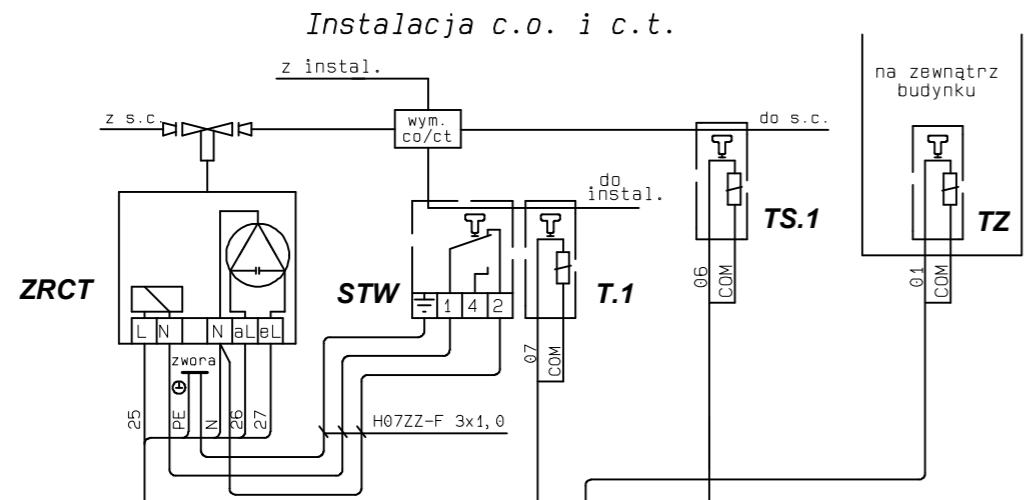 Instalacja c.o. i c.t.
z instal.
na zewnątrz
budynku
z s.c.
wym.
co/ct
do s.c.
do
instal.
TS.1
TZ
ZRCT
STW
T.1
06
COM
01
COM
1 4 2
L N N aL eL
zwora
07
COM
25
PE
N
26
27
H07ZZ-F 3x1,0